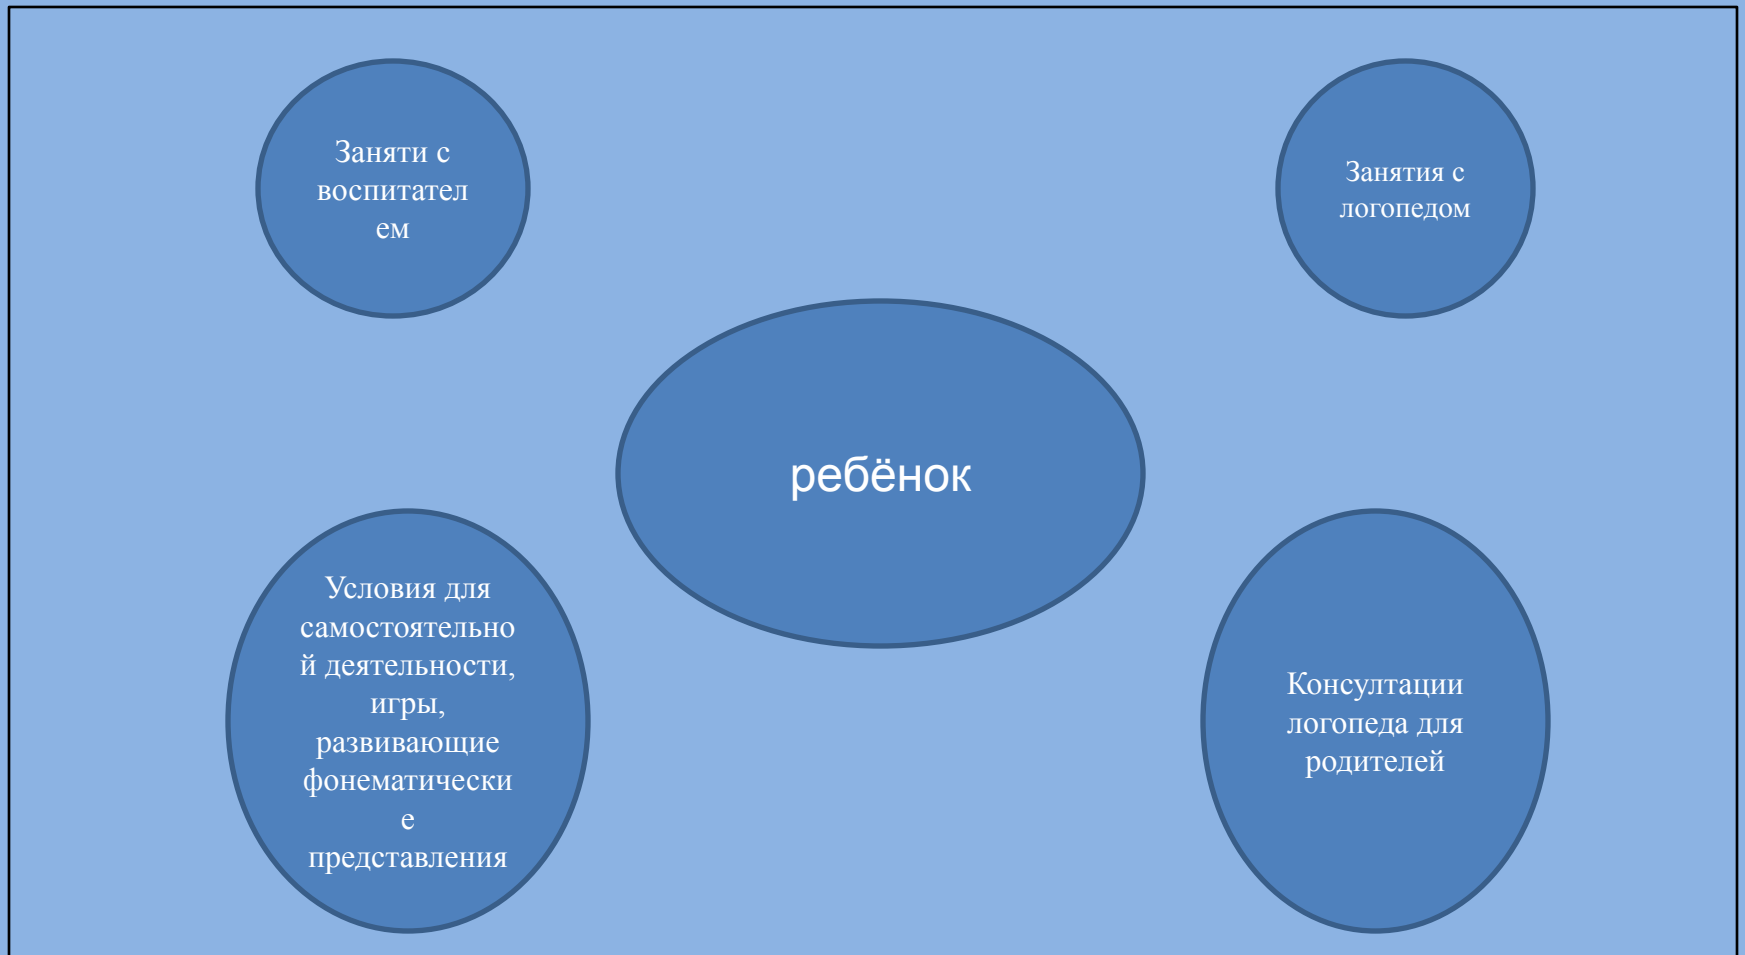 Заняти с
воспитател
ем
Занятия с
логопедом
ребёнок
Условия для
самостоятельно
й деятельности,
игры,
развивающие
фонематически
е
представления
Консултации
логопеда для
родителей